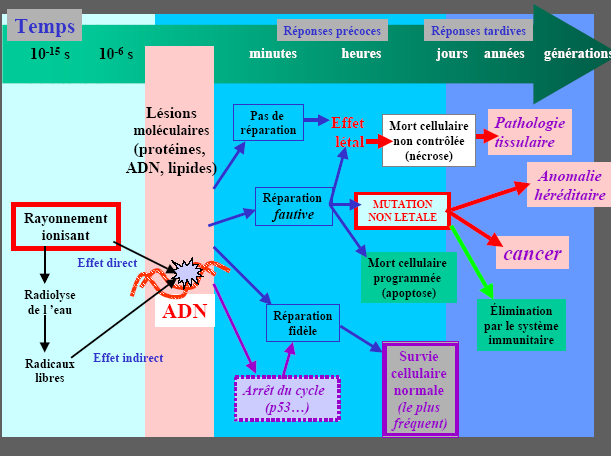 Temps
Réponses précoces
Réponses tardives
10-15 s
10-6 s
minutes
heures
jours
années
générations
Lésions
moléculaires
(protéines,
ADN, lipides)
Pas de
réparation
Effet
létal
Mort cellulaire
non contrôlée
(nécrose)
Pathologie
tissulaire
Anomalie
héréditaire
Réparation
fautive
MUTATION
NON LETALE
Rayonnement
ionisant
cancer
Effet direct
Mort cellulaire
programmée
(apoptose)
Radiolyse
de l ’eau
ADN
Réparation
fidèle
Élimination
par le système
immunitaire
Effet indirect
Radicaux
libres
Arrêt du cycle
(p53…)
Survie
cellulaire
normale
(le plus
fréquent)